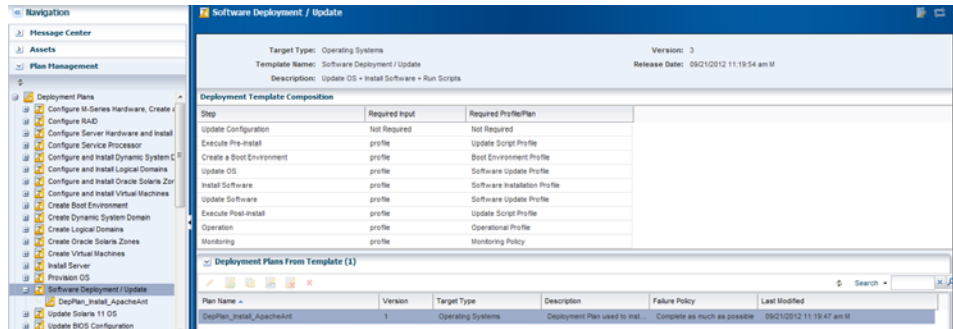 Navigation
Message Center
Assets
Plan Management
Deployment Plans
Configure M-Series Hardware, Create
Configure RAID
Configure Server Hardware and Install
Configure Service Processor
Configure and Install Dynamic System D
Configure and Install Logical Domains
Configure and Install Oracle Solaris Zor
Configure and Install Virtual Machines
Create Boot Environment
Create Dynamic System Domain
Create Logical Domains
Create Oracle Solaris Zones
Create Virtual Machines
Install Server
Provision OS
Software Deployment / Update
DepPlan_Install_ApacheAnt
Update Solaris 11 OS
Update BIOS Configuration
Software Deployment / Update
Target Type: Operating Systems Version: 3
Template Name: Software Deployment / Update Release Date: 09/21/2012 11:19:54 am M
Description: Update OS + Install Software + Run Scripts
Deployment Template Composition
Step Required Input Required Profile/Plan
Update Configuration Not Required Not Required
Execute Pre-Install profile Update Script Profile
Create a Boot Environment profile Boot Environment Profile
Update OS profile Software Update Profile
Install Software profile Software Installation Profile
Update Software profile Software Update Profile
Execute Post-Install profile Update Script Profile
Operation profile Operational Profile
Monitoring profile Monitoring Policy
Deployment Plans From Template (1)
Search
Plan Name Version Target Type Description Failure Policy Last Modified
DepPlan_Install_ApacheAnt 1 Operating Systems Deployment Plan used to inst... Complete as much as possible 09/21/2012 11:19:47 am M